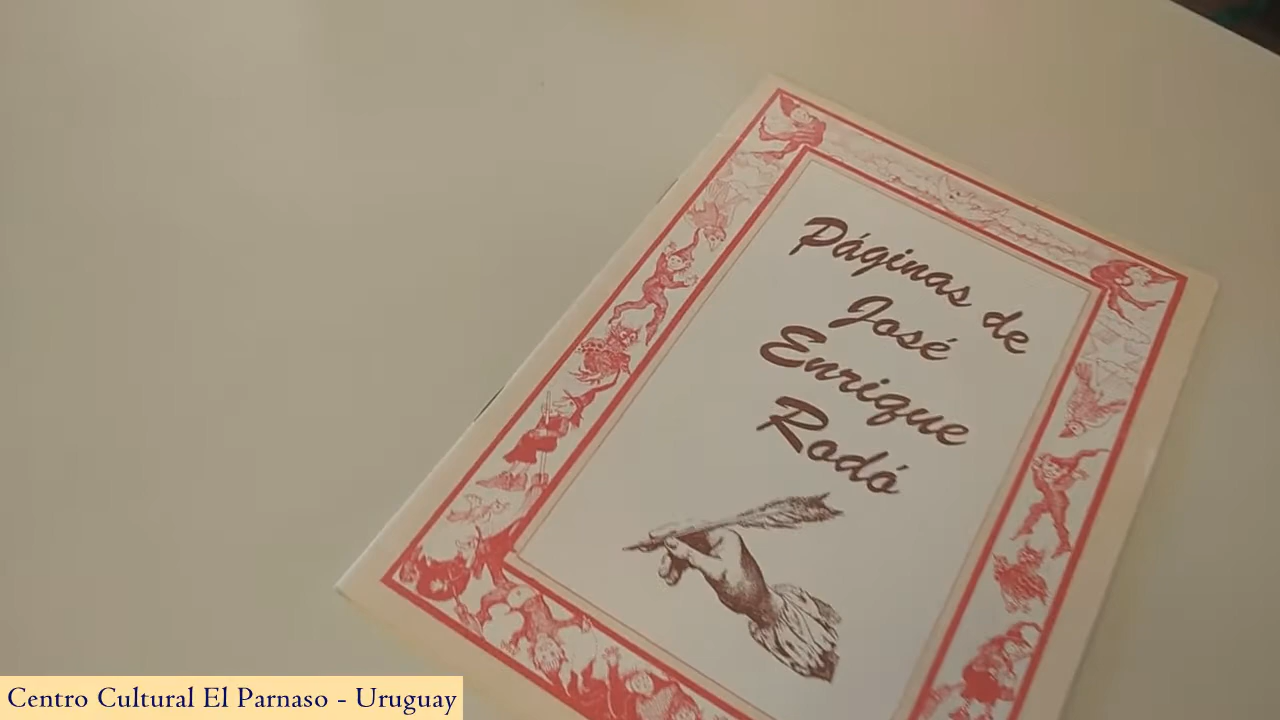 Páginas de
José
Enrique
Rodó
Centro Cultural El Parnaso - Uruguay